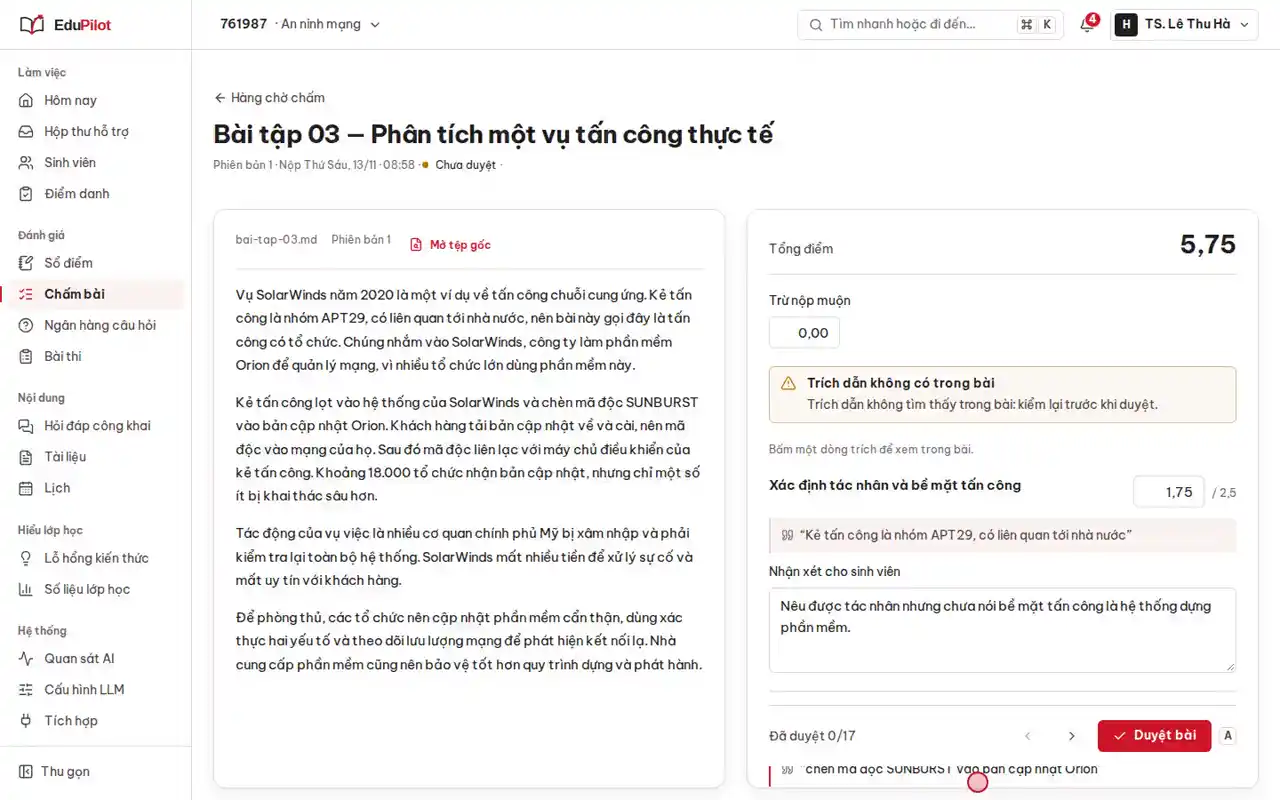 EduPilot
761987 · An ninh mạng
Tìm nhanh hoặc đi đến...
⌘ K
4
H
TS. Lê Thu Hà
Làm việc
Hôm nay
Hộp thư hỗ trợ
Sinh viên
Điểm danh
Đánh giá
Sổ điểm
Chấm bài
Ngân hàng câu hỏi
Bài thi
Nội dung
Hỏi đáp công khai
Tài liệu
Lịch
Hiểu lớp học
Lỗ hổng kiến thức
Số liệu lớp học
Hệ thống
Quan sát AI
Cấu hình LLM
Tích hợp
Thu gọn
← Hàng chờ chấm
Bài tập 03 — Phân tích một vụ tấn công thực tế
Phiên bản 1 · Nộp Thứ Sáu, 13/11 · 08:58 · Chưa duyệt ·
bai-tap-03.md Phiên bản 1 Mở tệp gốc
Vụ SolarWinds năm 2020 là một ví dụ về tấn công chuỗi cung ứng. Kẻ tấn
công là nhóm APT29, có liên quan tới nhà nước, nên bài này gọi đây là tấn
công có tổ chức. Chúng nhắm vào SolarWinds, công ty làm phần mềm
Orion để quản lý mạng, vì nhiều tổ chức lớn dùng phần mềm này.
Kẻ tấn công lọt vào hệ thống của SolarWinds và chèn mã độc SUNBURST
vào bản cập nhật Orion. Khách hàng tải bản cập nhật về và cài, nên mã
độc vào mạng của họ. Sau đó mã độc liên lạc với máy chủ điều khiển của
kẻ tấn công. Khoảng 18.000 tổ chức nhận bản cập nhật, nhưng chỉ một số
ít bị khai thác sâu hơn.
Tác động của vụ việc là nhiều cơ quan chính phủ Mỹ bị xâm nhập và phải
kiểm tra lại toàn bộ hệ thống. SolarWinds mất nhiều tiền để xử lý sự cố và
mất uy tín với khách hàng.
Để phòng thủ, các tổ chức nên cập nhật phần mềm cẩn thận, dùng xác
thực hai yếu tố và theo dõi lưu lượng mạng để phát hiện kết nối lạ. Nhà
cung cấp phần mềm cũng nên bảo vệ tốt hơn quy trình dựng và phát hành.
Tổng điểm 5,75
Trừ nộp muộn
0,00
Trích dẫn không có trong bài
Trích dẫn không tìm thấy trong bài: kiểm lại trước khi duyệt.
Bấm một dòng trích để xem trong bài.
Xác định tác nhân và bề mặt tấn công 1,75 / 2,5
“Kẻ tấn công là nhóm APT29, có liên quan tới nhà nước”
Nhận xét cho sinh viên
Nêu được tác nhân nhưng chưa nói bề mặt tấn công là hệ thống dựng
phần mềm.
Đã duyệt 0/17 Duyệt bài A
“chèn mã độc SUNBURST vào bản cập nhật Orion”